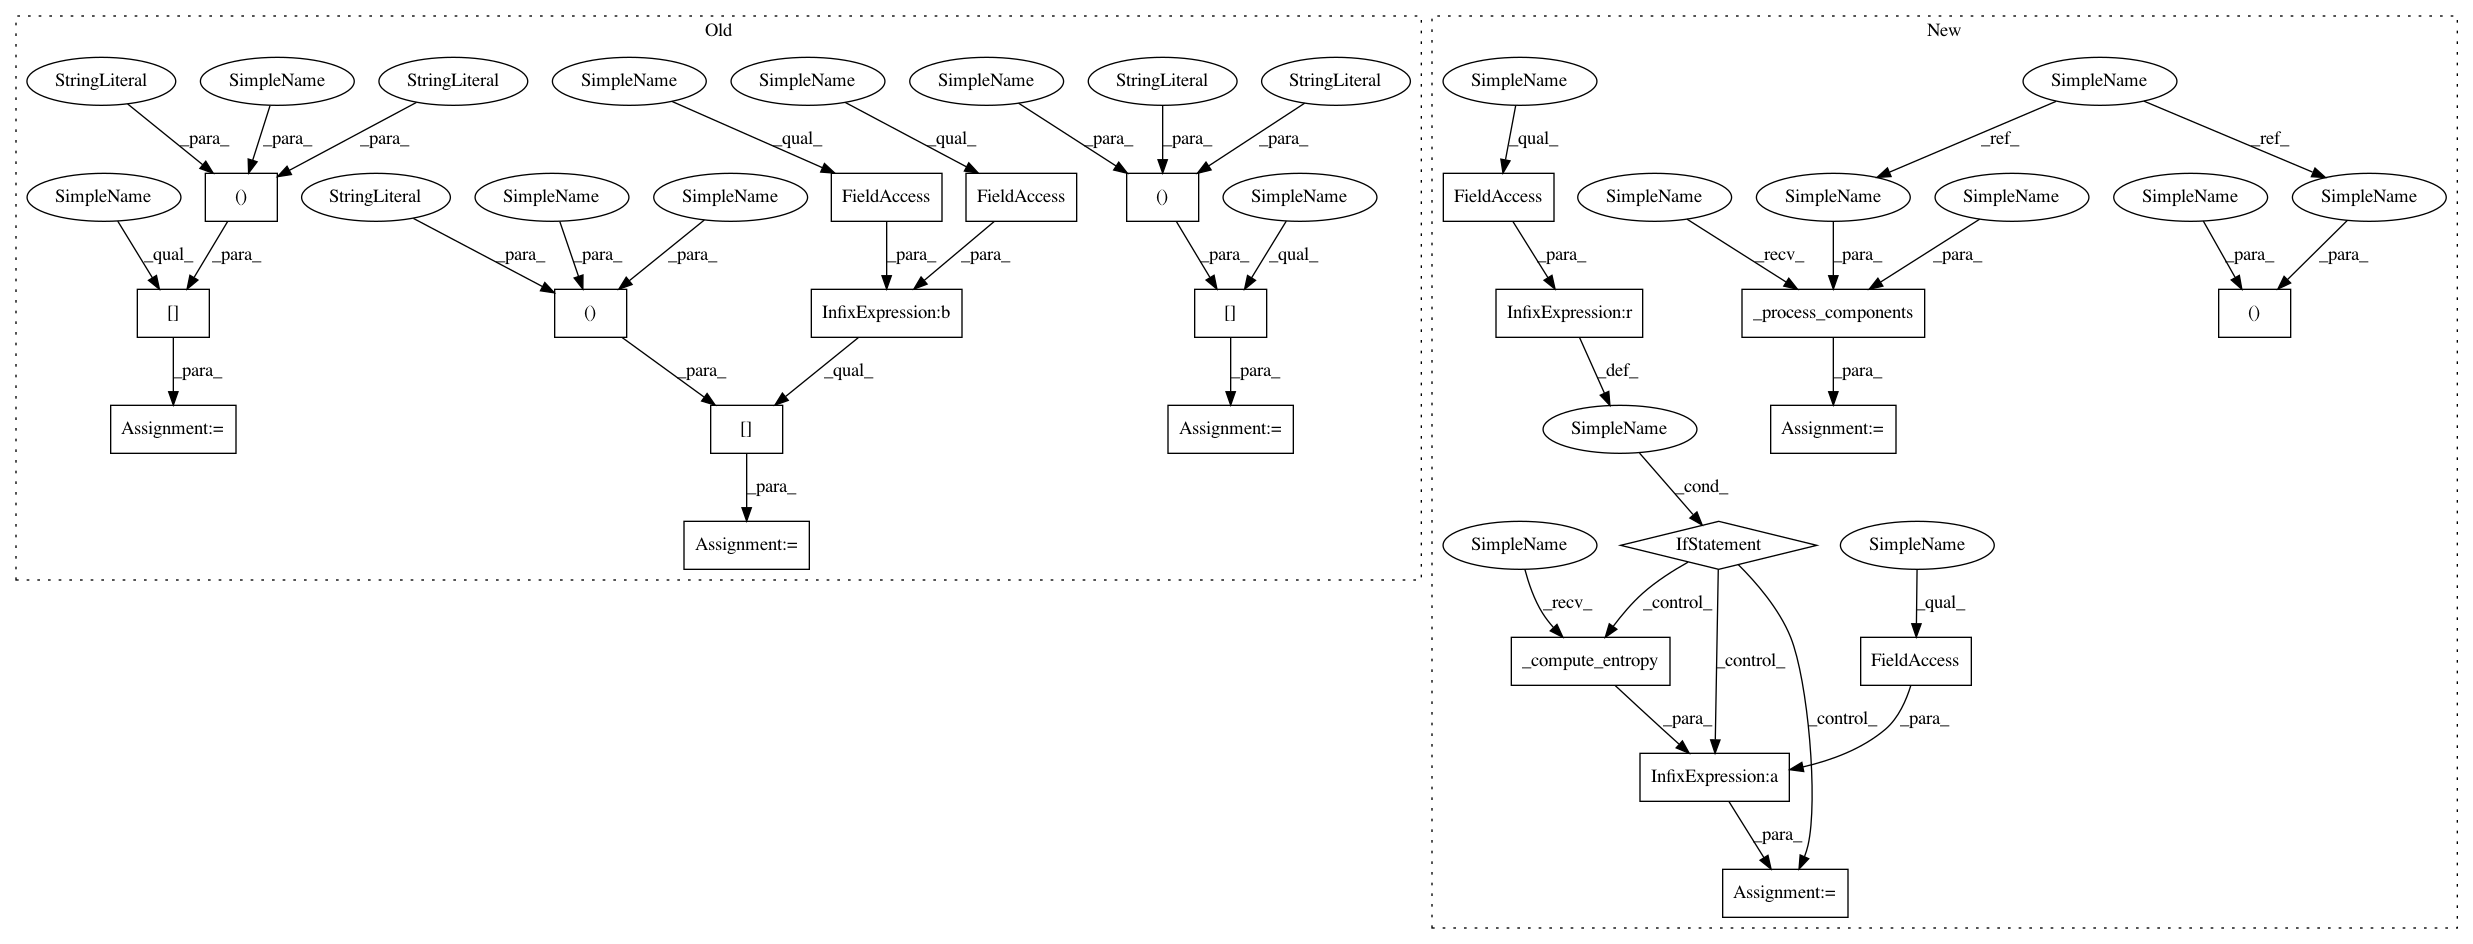 Old
New
StringLiteral SimpleName StringLiteral SimpleName SimpleName SimpleName StringLiteral StringLiteral SimpleName SimpleName
_para_ _para_ _para_ _qual_ _qual_ _para_ _para_ _para_ _qual_ _ref_ _ref_
SimpleName () StringLiteral SimpleName SimpleName FieldAccess FieldAccess () SimpleName FieldAccess SimpleName SimpleName SimpleName SimpleName SimpleName
_qual_ _para_ _para_ _para_ _para_ _para_ _para_ _para_ _qual_ _para_ _recv_ _para_ _para_ _para_ _para_
[] () InfixExpression:b [] InfixExpression:r _process_components ()
_para_ _para_ _qual_ _para_ _def_ _para_
Assignment:= [] Assignment:= SimpleName Assignment:=
_para_ _cond_
Assignment:= SimpleName IfStatement SimpleName
_recv_ _control_ _qual_
_compute_entropy FieldAccess
_para_ _control_ _control_ _para_
InfixExpression:a
_para_
Assignment:=